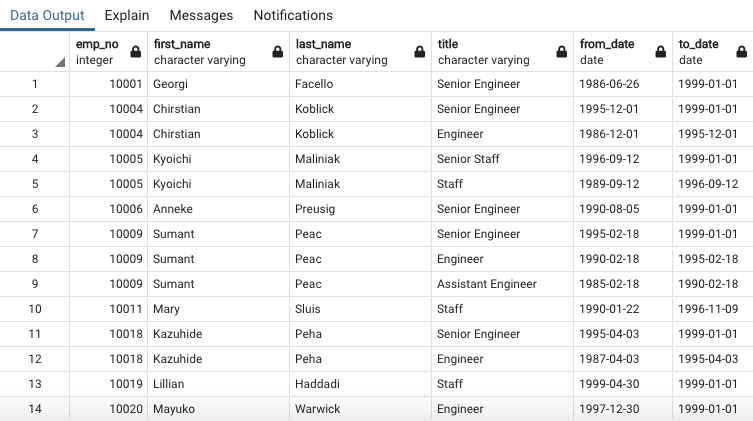 Data Output Explain Messages Notifications
emp_no first_name last_name title from_date to_date
integer character varying character varying character varying date date
1 10001 Georgi Facello Senior Engineer 1986-06-26 1999-01-01
2 10004 Chirstian Koblick Senior Engineer 1995-12-01 1999-01-01
3 10004 Chirstian Koblick Engineer 1986-12-01 1995-12-01
4 10005 Kyoichi Maliniak Senior Staff 1996-09-12 1999-01-01
5 10005 Kyoichi Maliniak Staff 1989-09-12 1996-09-12
6 10006 Anneke Preusig Senior Engineer 1990-08-05 1999-01-01
7 10009 Sumant Peac Senior Engineer 1995-02-18 1999-01-01
8 10009 Sumant Peac Engineer 1990-02-18 1995-02-18
9 10009 Sumant Peac Assistant Engineer 1985-02-18 1990-02-18
10 10011 Mary Sluis Staff 1990-01-22 1996-11-09
11 10018 Kazuhide Peha Senior Engineer 1995-04-03 1999-01-01
12 10018 Kazuhide Peha Engineer 1987-04-03 1995-04-03
13 10019 Lillian Haddadi Staff 1999-04-30 1999-01-01
14 10020 Mayuko Warwick Engineer 1997-12-30 1999-01-01